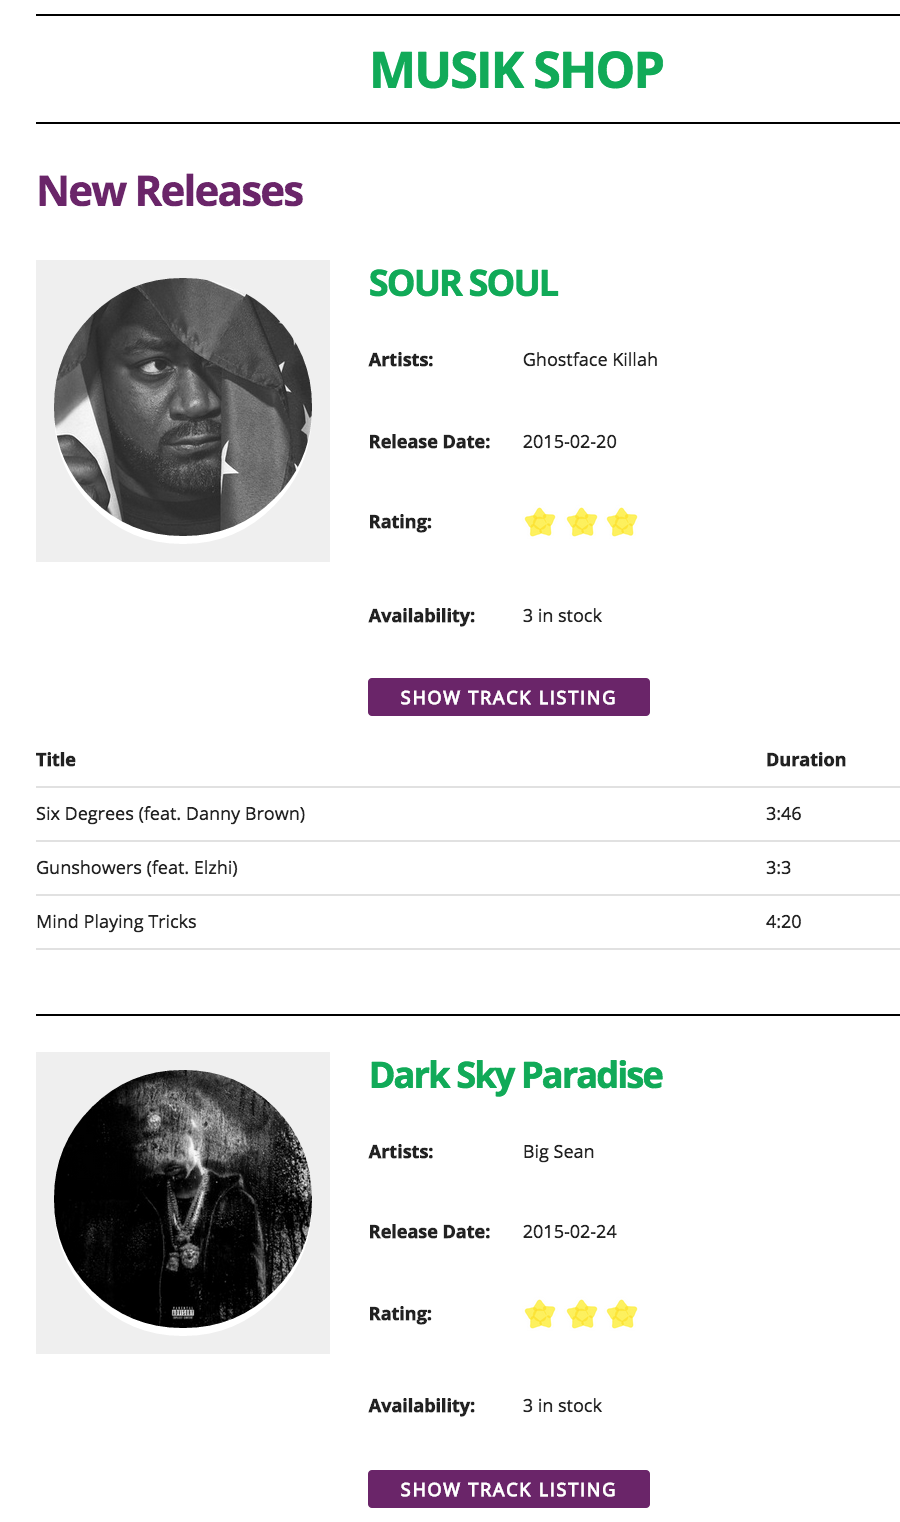 MUSIK SHOP
New Releases
SOUR SOUL
Artists: Ghostface Killah
Release Date: 2015-02-20
Rating:
Availability: 3 in stock
SHOW TRACK LISTING
Title Duration
Six Degrees (feat. Danny Brown) 3:46
Gunshowers (feat. Elzhi) 3:3
Mind Playing Tricks 4:20
Dark Sky Paradise
Artists: Big Sean
Release Date: 2015-02-24
Rating:
Availability: 3 in stock
SHOW TRACK LISTING